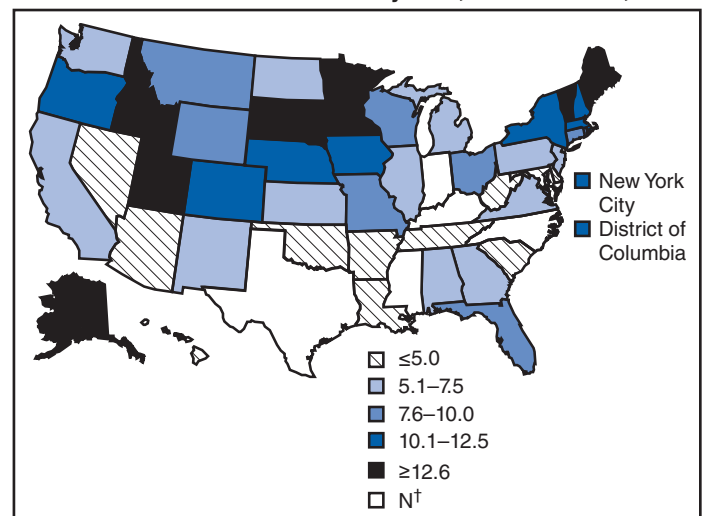 New York
City
District of
Columbia
≤5.0
5.1–7.5
7.6–10.0
10.1–12.5
≥12.6
N†